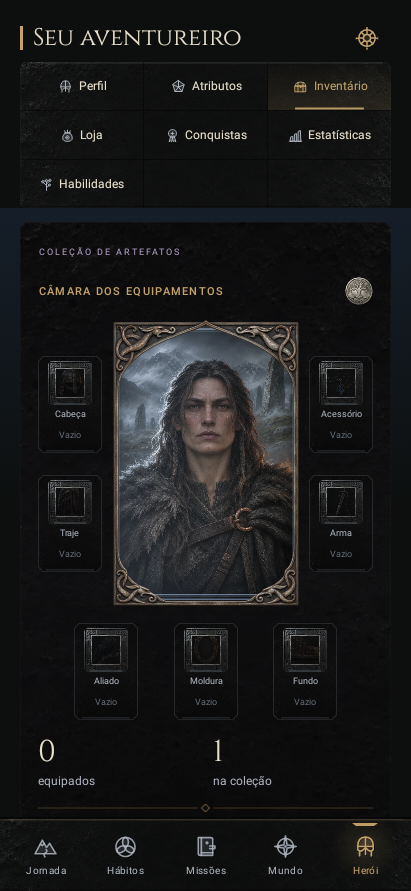 Seu aventureiro
Perfil
Atributos
Inventário
Loja
Conquistas
Estatísticas
Habilidades
COLEÇÃO DE ARTEFATOS
CÂMARA DOS EQUIPAMENTOS
Cabeça
Vazio
Acessório
Vazio
Traje
Vazio
Arma
Vazio
Aliado
Vazio
Moldura
Vazio
Fundo
Vazio
0
equipados
1
na coleção
Jornada
Hábitos
Missões
Mundo
Herói